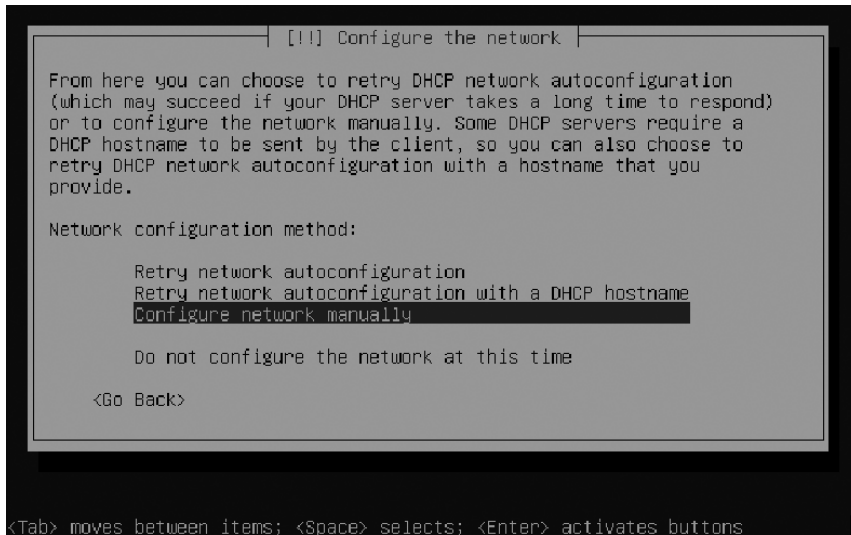 [!!] Configure the network
From here you can choose to retry DHCP network autoconfiguration
(which may succeed if your DHCP server takes a long time to respond)
or to configure the network manually. Some DHCP servers require a
DHCP hostname to be sent by the client, so you can also choose to
retry DHCP network autoconfiguration with a hostname that you
provide.
Network configuration method:
Retry network autoconfiguration
Retry network autoconfiguration with a DHCP hostname
Configure network manually
Do not configure the network at this time
<Go Back>
<Tab> moves between items; <Space> selects; <Enter> activates buttons